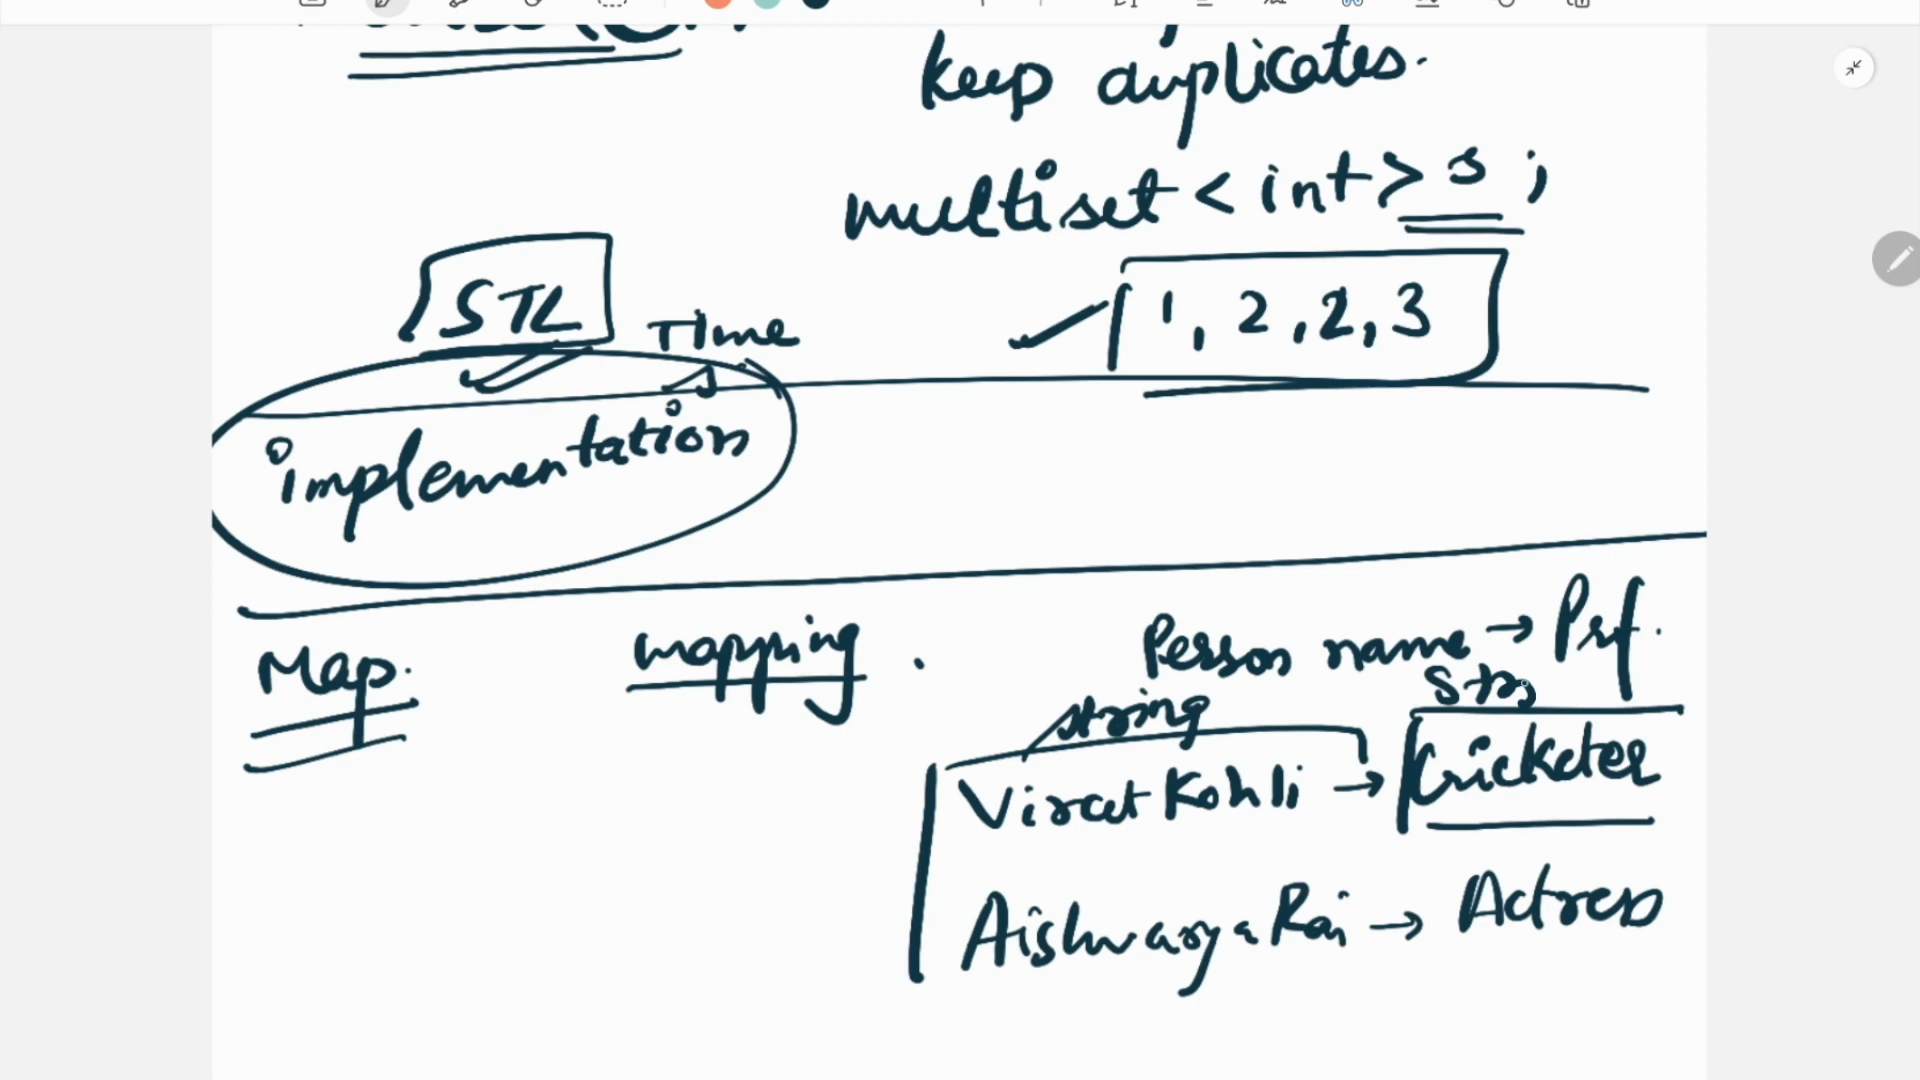 keep duplicates.
multiset < int > s ;
STL
Time
1, 2, 2, 3
implementation
Map.
mapping .
Person name → Prf.
string
Str
Virat Kohli → Cricketer
Aishwarya Rai → Actress